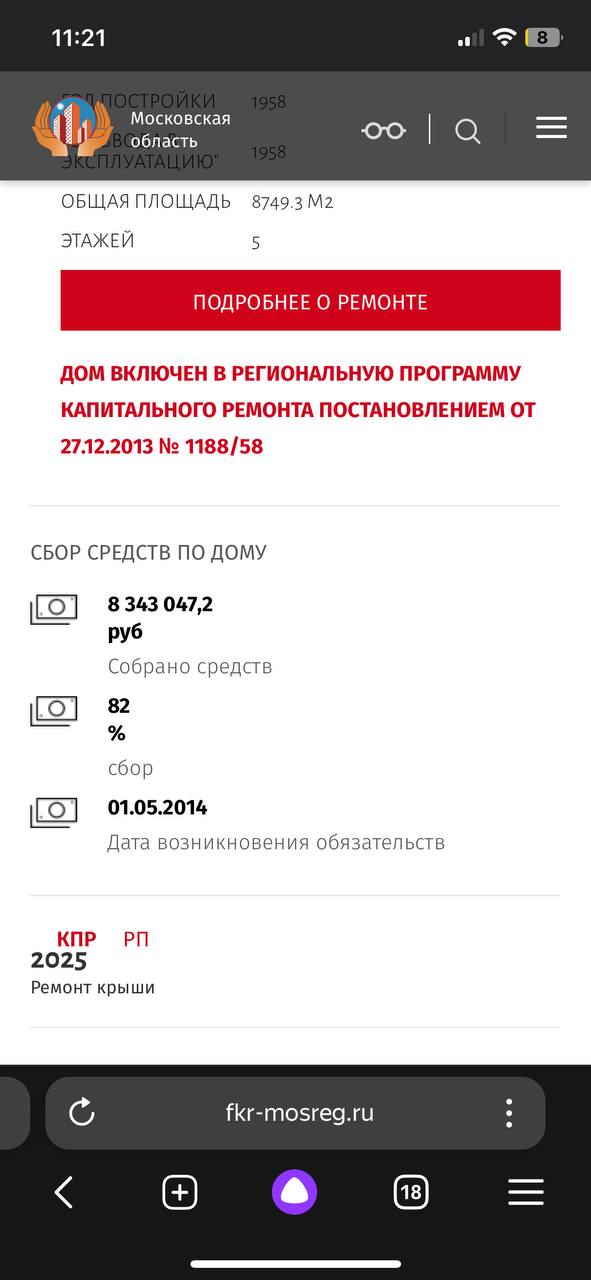 11:21
8
ГОД ПОСТРОЙКИ 1958
Московская
область
1958
ЭКСПЛУАТАЦИЮ"
ОБЩАЯ ПЛОЩАДЬ 8749.3 М2
ЭТАЖЕЙ 5
ПОДРОБНЕЕ О РЕМОНТЕ
ДОМ ВКЛЮЧЕН В РЕГИОНАЛЬНУЮ ПРОГРАММУ
КАПИТАЛЬНОГО РЕМОНТА ПОСТАНОВЛЕНИЕМ ОТ
27.12.2013 № 1188/58
СБОР СРЕДСТВ ПО ДОМУ
8 343 047,2
руб
Собрано средств
82
%
сбор
01.05.2014
Дата возникновения обязательств
КПР РП
2025
Ремонт крыши
fkr-mosreg.ru
18